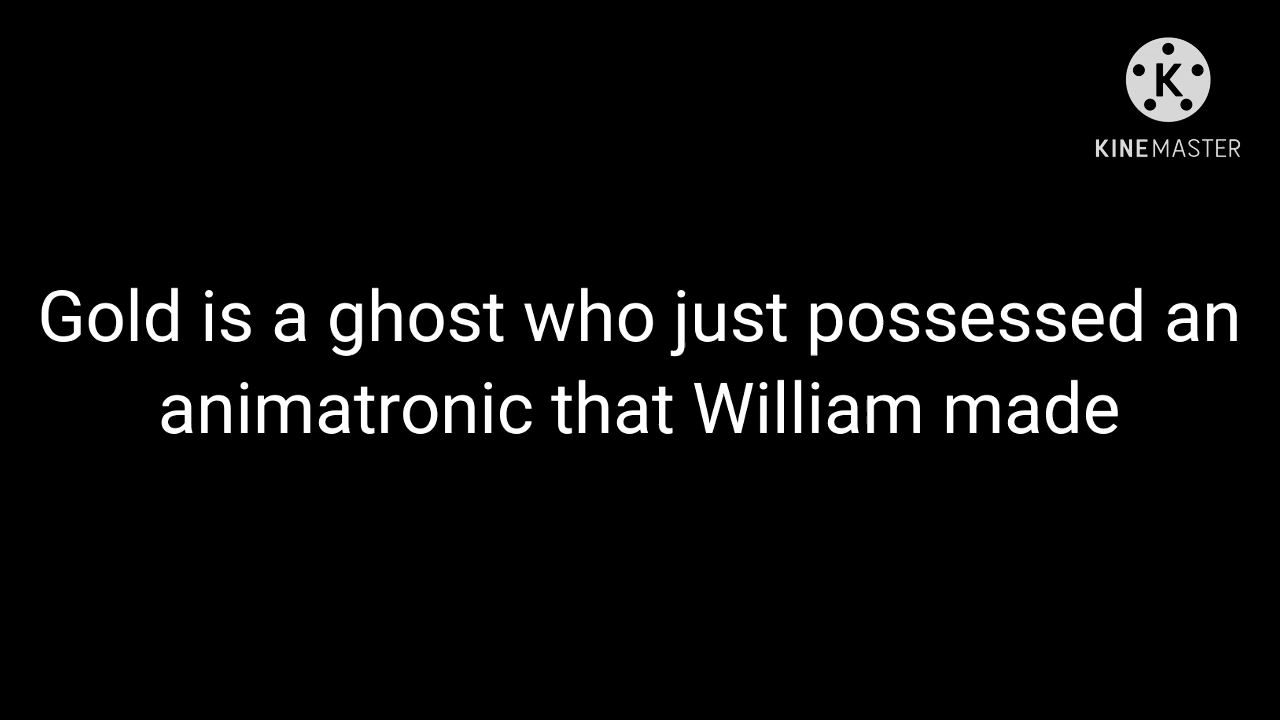 K
KINEMASTER
Gold is a ghost who just possessed an
animatronic that William made